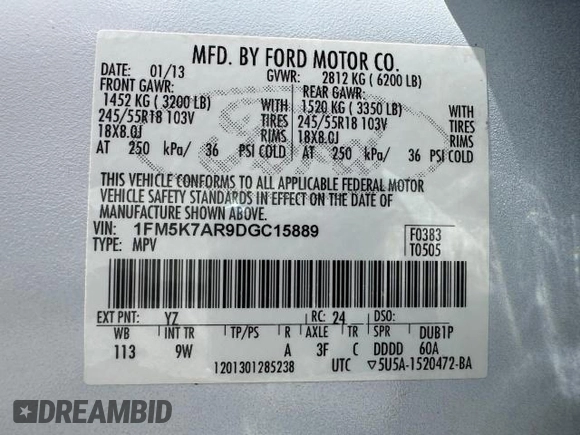 MFD. BY FORD MOTOR CO.
DATE: 01/13 GVWR: 2812 KG ( 6200 LB)
FRONT GAWR: REAR GAWR:
1452 KG ( 3200 LB) WITH 1520 KG ( 3350 LB) WITH
245/55R18 103V TIRES 245/55R18 103V TIRES
18X8.0J RIMS 18X8.0J RIMS
AT 250 kPa/ 36 PSI COLD AT 250 kPa/ 36 PSI COLD
THIS VEHICLE CONFORMS TO ALL APPLICABLE FEDERAL MOTOR
VEHICLE SAFETY STANDARDS IN EFFECT ON THE DATE OF
MANUFACTURE SHOWN ABOVE.
VIN: 1FM5K7AR9DGC15889 F0383
TYPE: MPV T0505
EXT PNT: YZ RC: 24 DSO:
WB INT TR TP/PS R AXLE TR SPR DUB1P
113 9W A 3F C DDDD 60A
1201301285238 UTC ▽5U5A-1520472-BA
DREAMBID